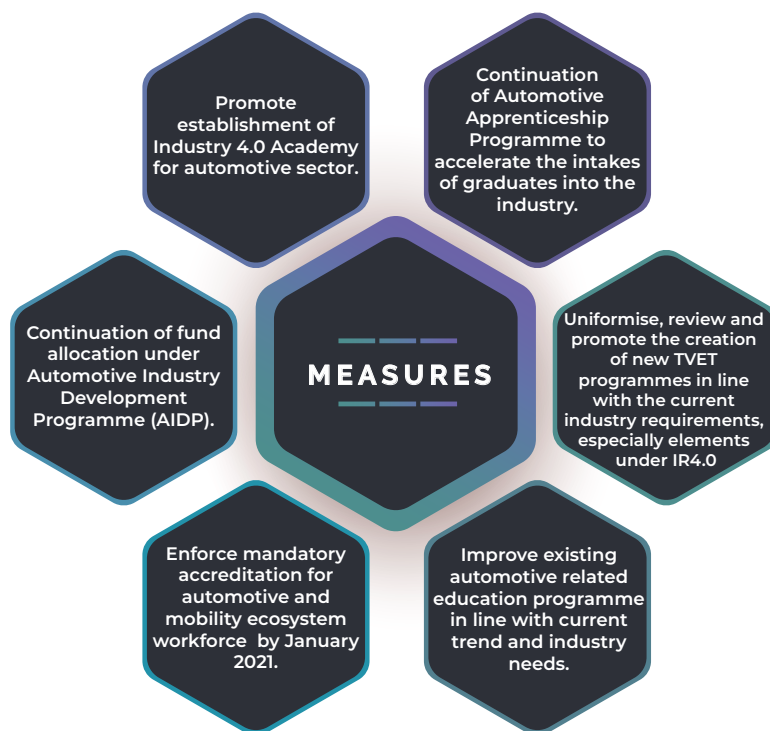 Promote
establishment of
Industry 4.0 Academy
for automotive sector.
Continuation
of Automotive
Apprenticeship
Programme to
accelerate the intakes
of graduates into the
industry.
Continuation of fund
allocation under
Automotive Industry
Development
Programme (AIDP).
MEASURES
Uniformise, review and
promote the creation
of new TVET
programmes in line
with the current
industry requirements,
especially elements
under IR4.0
Enforce mandatory
accreditation for
automotive and
mobility ecosystem
workforce by January
2021.
Improve existing
automotive related
education programme
in line with current
trend and industry
needs.